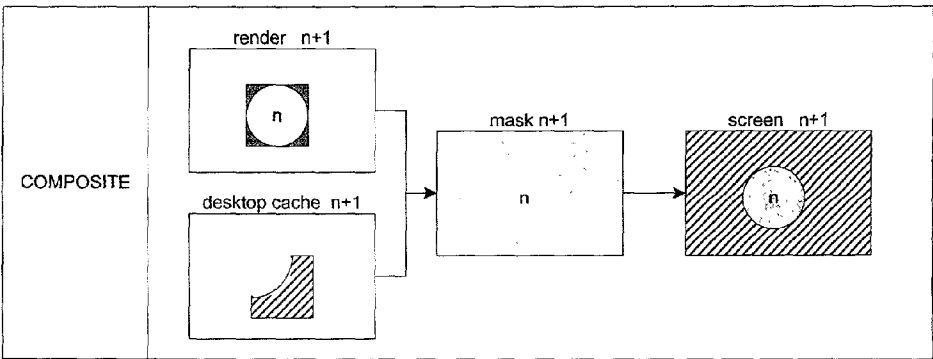 render n+1
n
mask n+1
screen n+1
COMPOSITE
n
n
desktop cache n+1